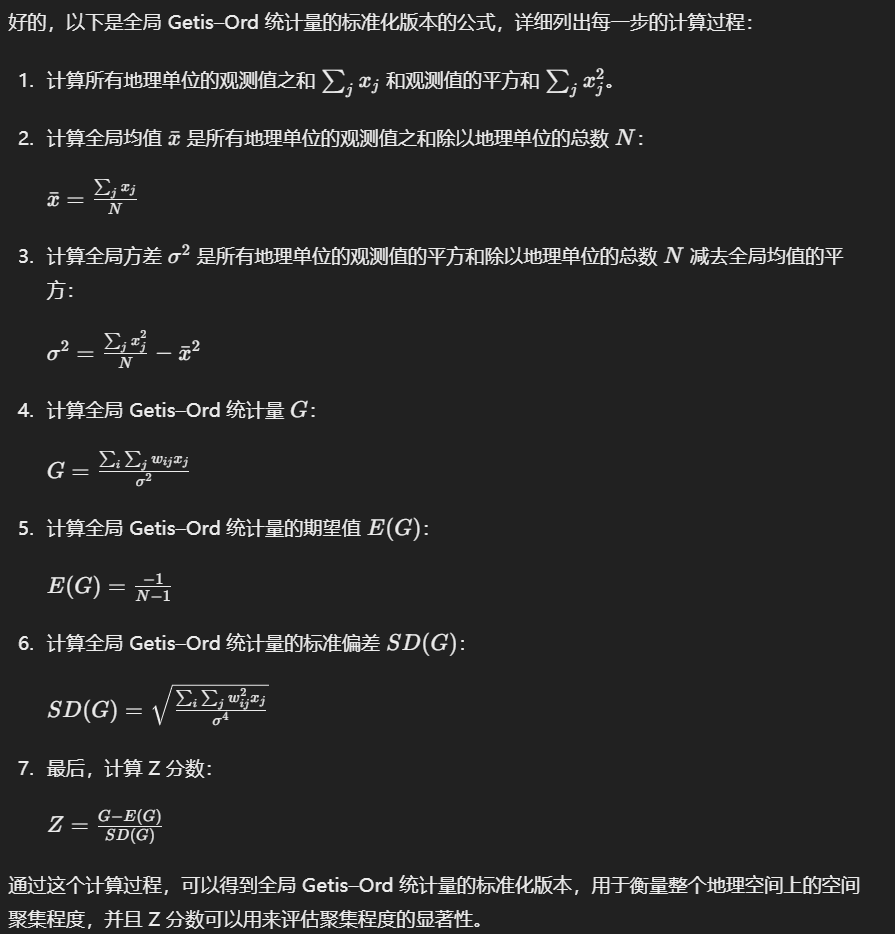 好的，以下是全局 Getis–Ord 统计量的标准化版本的公式，详细列出每一步的计算过程：
1. 计算所有地理单位的观测值之和 $\sum_j x_j$ 和观测值的平方和 $\sum_j x_j^2$。
2. 计算全局均值 $\bar{x}$ 是所有地理单位的观测值之和除以地理单位的总数 $N$：
$\bar{x} = \frac{\sum_j x_j}{N}$
3. 计算全局方差 $\sigma^2$ 是所有地理单位的观测值的平方和除以地理单位的总数 $N$ 减去全局均值的平
方：
$\sigma^2 = \frac{\sum_j x_j^2}{N} - \bar{x}^2$
4. 计算全局 Getis–Ord 统计量 $G$：
$G = \frac{\sum_i \sum_j w_{ij} x_j}{\sigma^2}$
5. 计算全局 Getis–Ord 统计量的期望值 $E(G)$：
$E(G) = \frac{-1}{N-1}$
6. 计算全局 Getis–Ord 统计量的标准偏差 $SD(G)$：
$SD(G) = \sqrt{\frac{\sum_i \sum_j w_{ij}^2 x_j}{\sigma^4}}$
7. 最后，计算 Z 分数：
$Z = \frac{G-E(G)}{SD(G)}$
通过这个计算过程，可以得到全局 Getis–Ord 统计量的标准化版本，用于衡量整个地理空间上的空间
聚集程度，并且 Z 分数可以用来评估聚集程度的显著性。